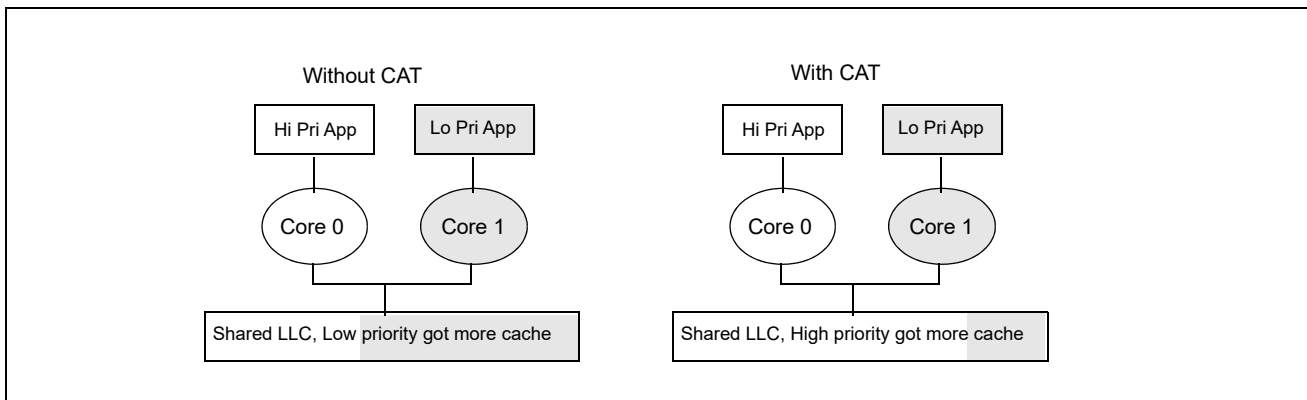 Without CAT
Hi Pri App
Lo Pri App
Core 0
Core 1
Shared LLC, Low priority got more cache
With CAT
Hi Pri App
Lo Pri App
Core 0
Core 1
Shared LLC, High priority got more cache